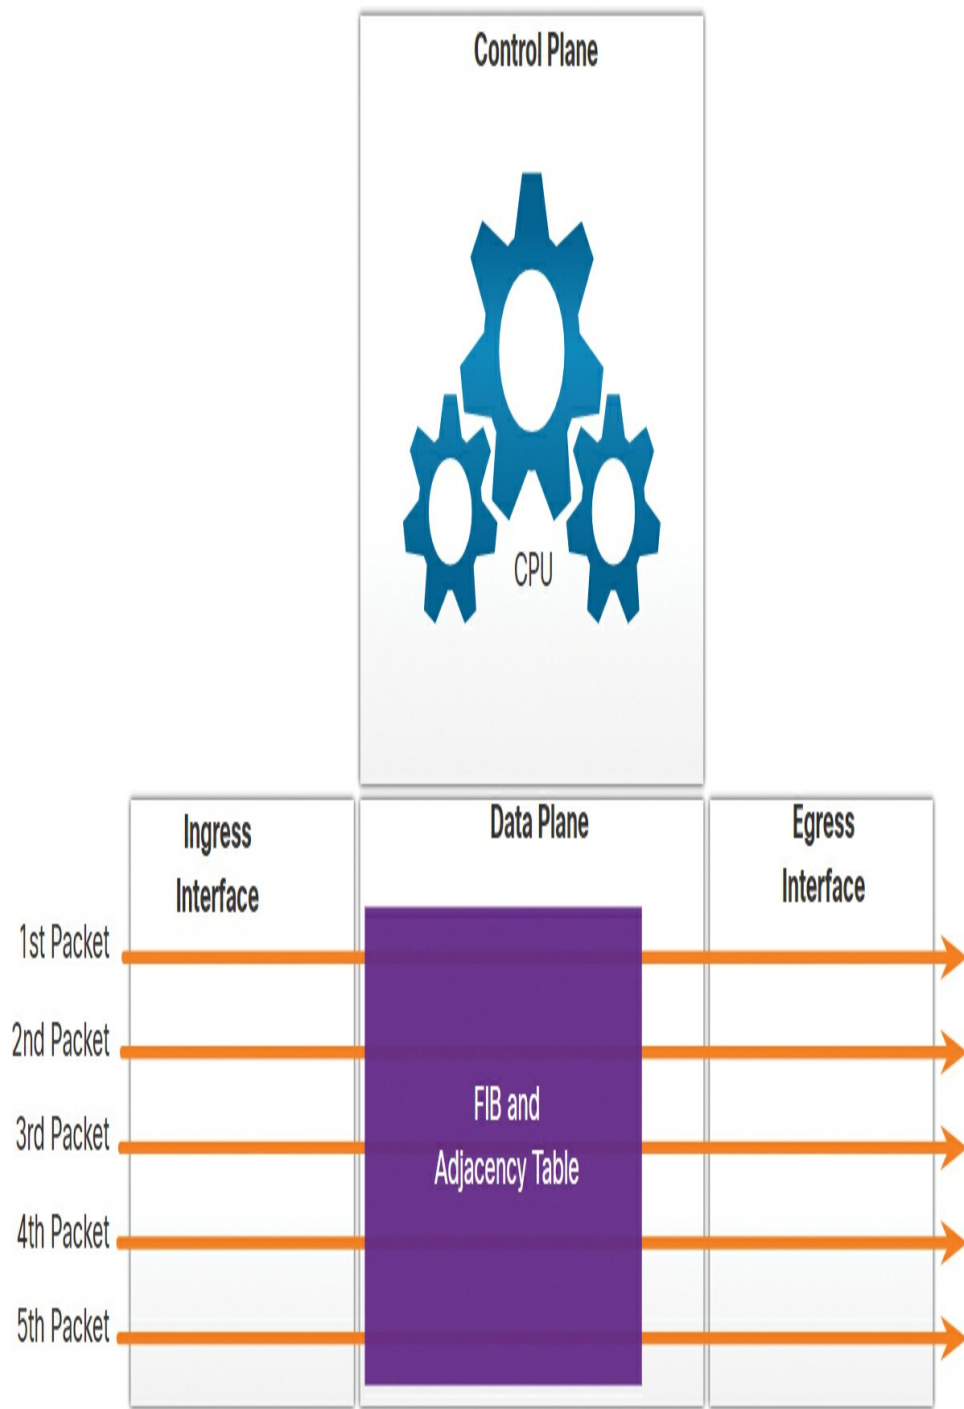 Control Plane
CPU
Ingress
Interface
Data Plane
Egress
Interface
1st Packet
2nd Packet
3rd Packet
4th Packet
5th Packet
FIB and
Adjacency Table